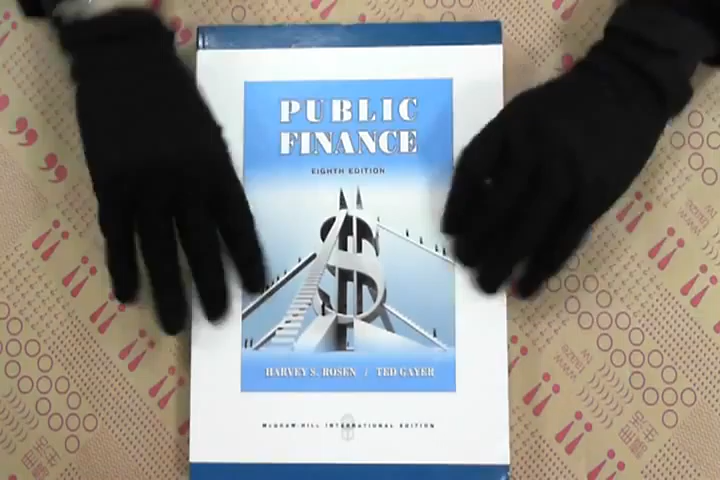 PUBLIC
FINANCE
EIGHTH EDITION
HARVEY S. ROSEN / TED GAYER
MCGRAW-HILL INTERNATIONAL EDITION